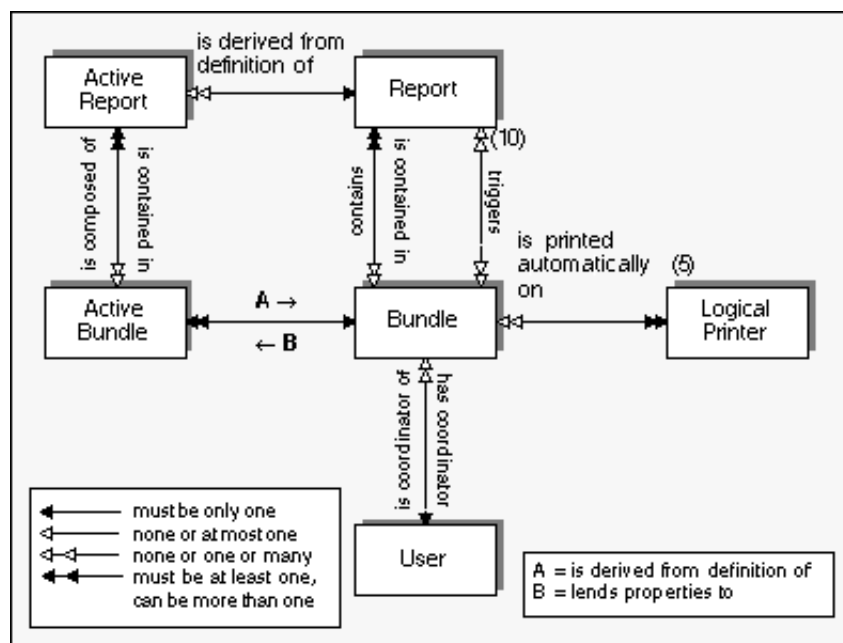 is derived from
definition of
Active
Report
Report
(10)
is composed of
is contained in
contains
is contained in
triggers
is printed
automatically
on
(5)
Active
Bundle
A →
← B
Bundle
Logical
Printer
is coordinator of
has coordinator
must be only one
none or at most one
none or one or many
must be at least one,
can be more than one
User
A = is derived from definition of
B = lends properties to